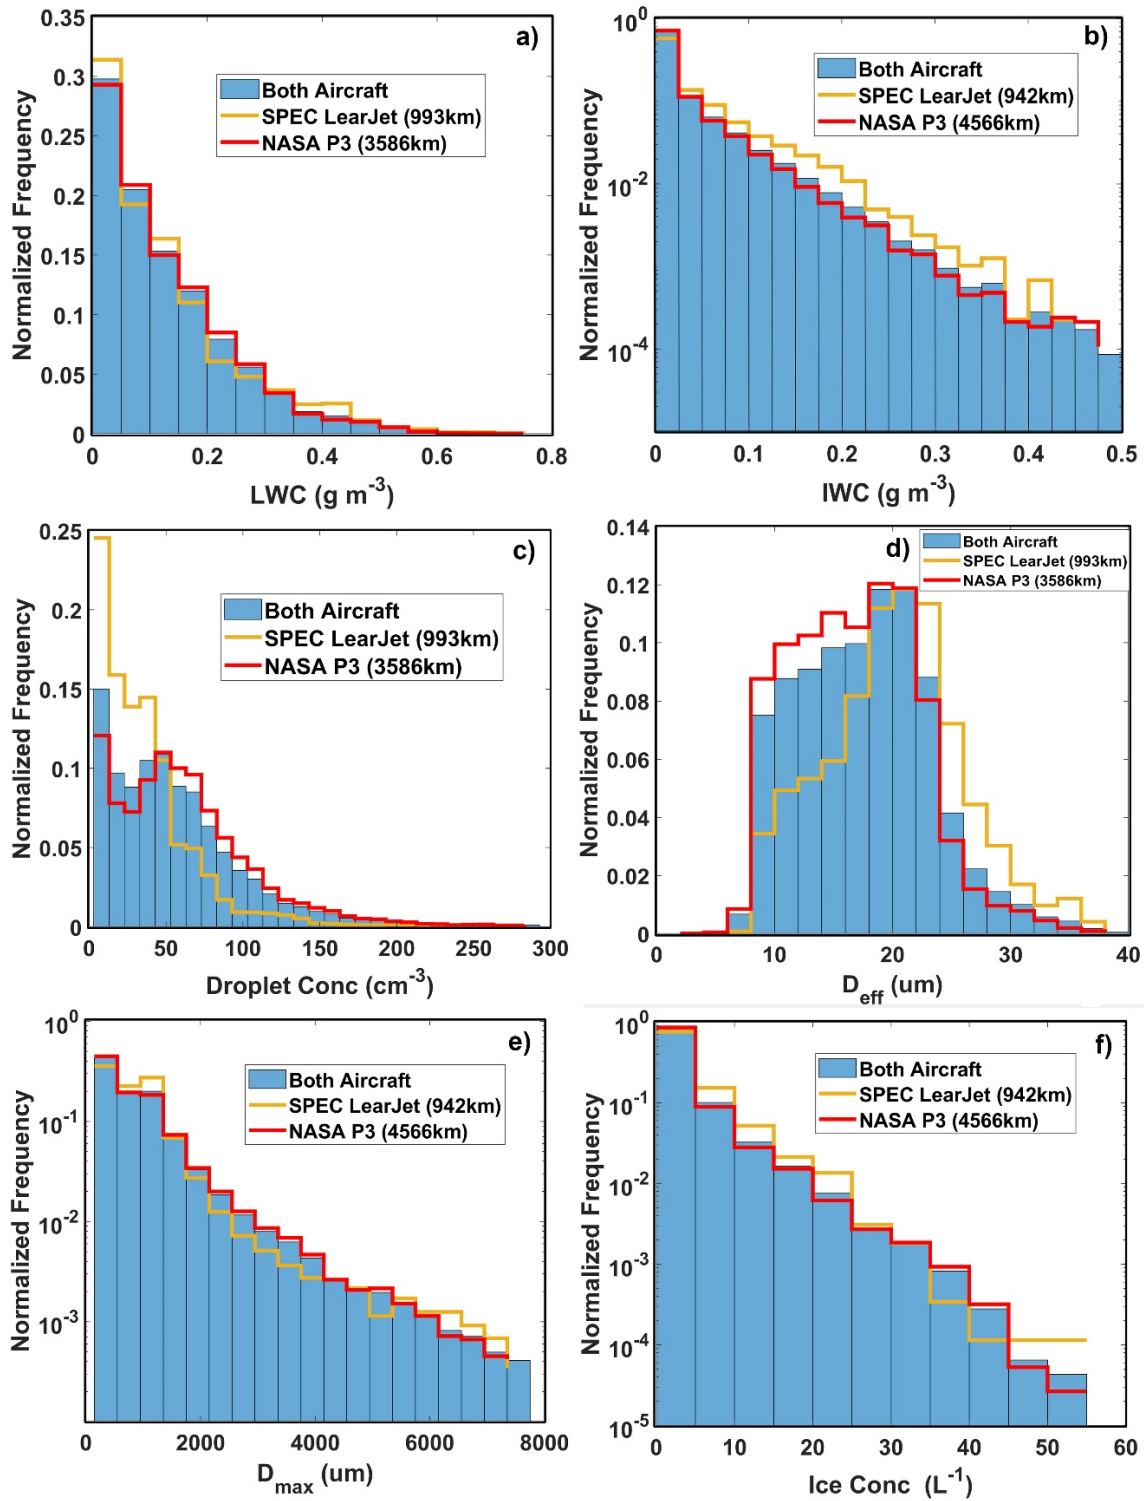 a)
0.35
0.3
0.25
0.2
0.15
0.1
0.05
0
Normalized Frequency
Both Aircraft
SPEC LearJet (993km)
NASA P3 (3586km)
0 0.2 0.4 0.6 0.8
LWC (g m⁻³)
b)
10⁰
10⁻²
10⁻⁴
Normalized Frequency
Both Aircraft
SPEC LearJet (942km)
NASA P3 (4566km)
0 0.1 0.2 0.3 0.4 0.5
IWC (g m⁻³)
c)
0.25
0.2
0.15
0.1
0.05
0
Normalized Frequency
Both Aircraft
SPEC LearJet (993km)
NASA P3 (3586km)
0 50 100 150 200 250 300
Droplet Conc (cm⁻³)
d)
0.14
0.12
0.1
0.08
0.06
0.04
0.02
0
Normalized Frequency
Both Aircraft
SPEC LearJet (993km)
NASA P3 (3586km)
0 10 20 30 40
D_eff (um)
e)
10⁰
10⁻¹
10⁻²
10⁻³
Normalized Frequency
Both Aircraft
SPEC LearJet (942km)
NASA P3 (4566km)
0 2000 4000 6000 8000
D_max (um)
f)
10⁰
10⁻¹
10⁻²
10⁻³
10⁻⁴
10⁻⁵
Normalized Frequency
Both Aircraft
SPEC LearJet (942km)
NASA P3 (4566km)
0 10 20 30 40 50 60
Ice Conc (L⁻¹)